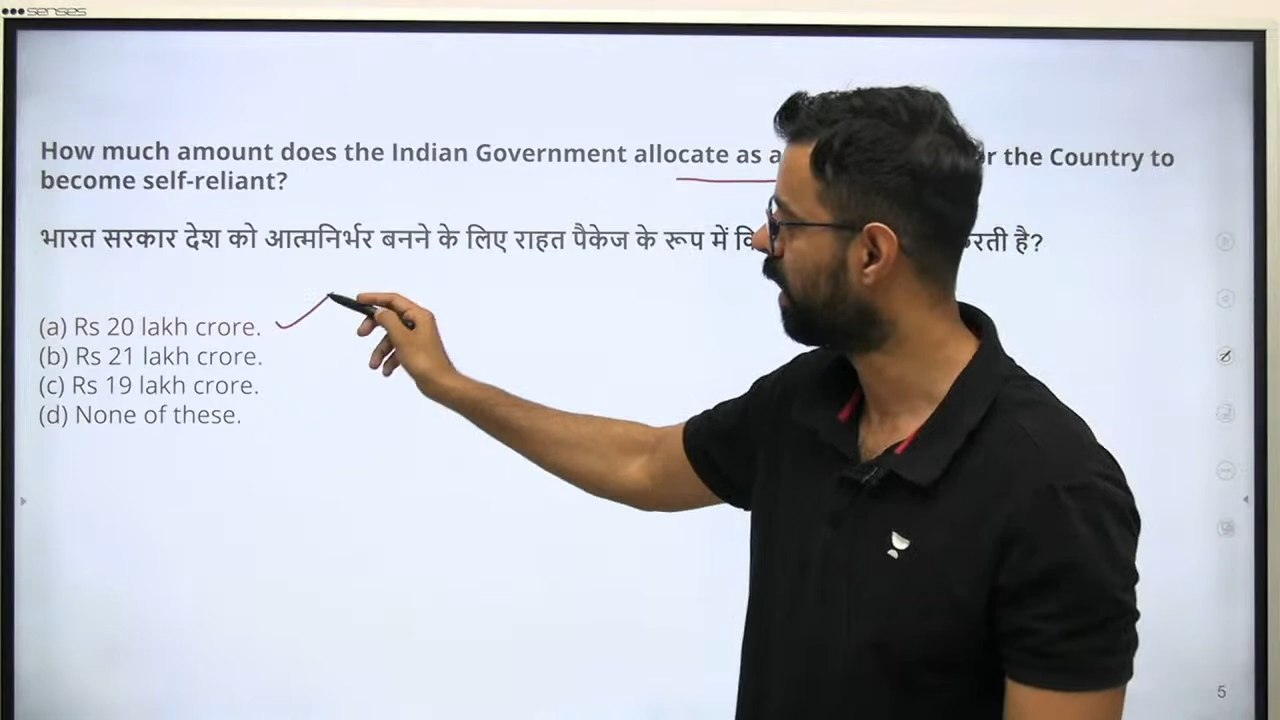 senses
How much amount does the Indian Government allocate as a r the Country to
become self-reliant?
भारत सरकार देश को आत्मनिर्भर बनने के लिए राहत पैकेज के रूप में है?
(a) Rs 20 lakh crore.
(b) Rs 21 lakh crore.
(c) Rs 19 lakh crore.
(d) None of these.
5